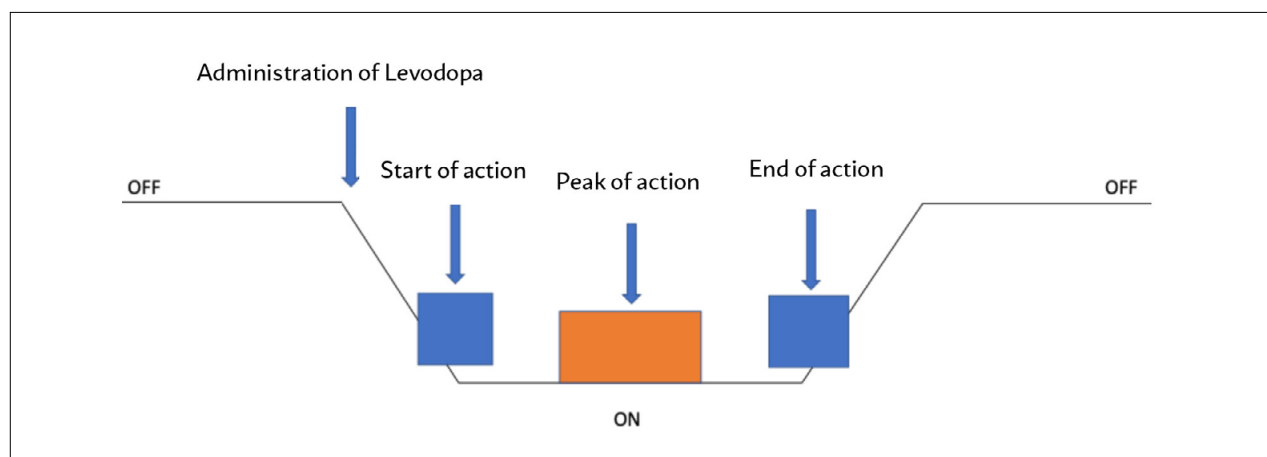 Administration of Levodopa
Start of action
Peak of action
End of action
OFF
OFF
ON